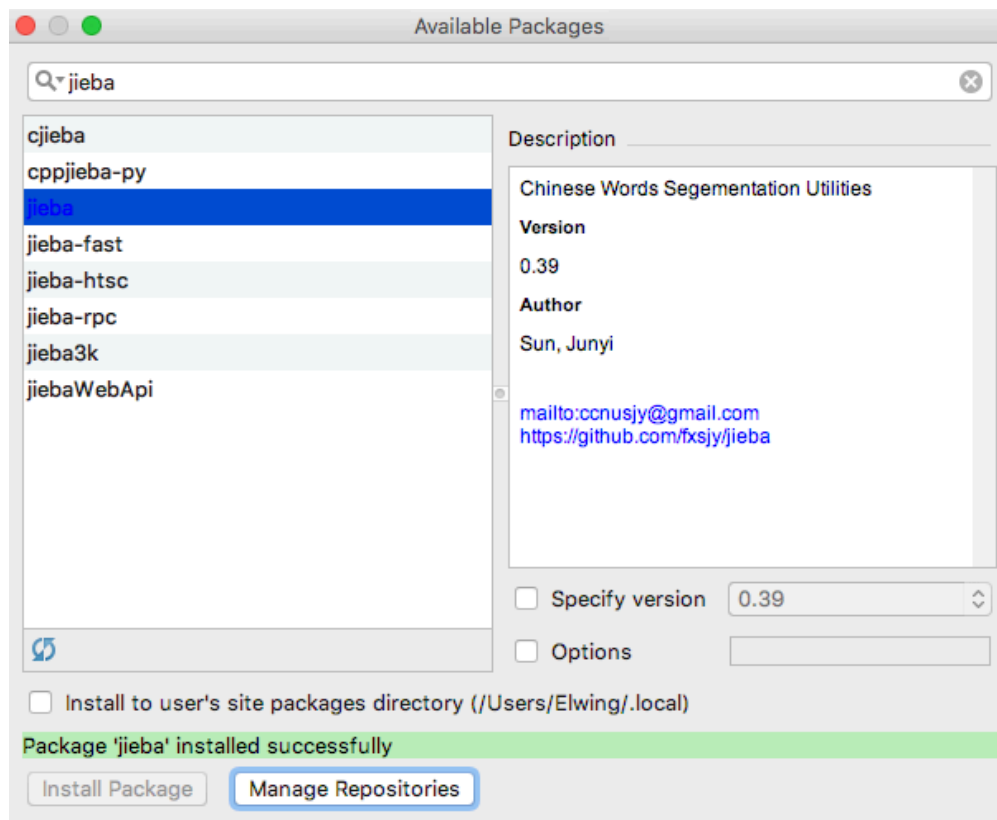 Available Packages
jieba
cjieba
cppjieba-py
jieba
jieba-fast
jieba-htsc
jieba-rpc
jieba3k
jiebaWebApi
Description
Chinese Words Segementation Utilities
Version
0.39
Author
Sun, Junyi
mailto:ccnusjy@gmail.com
https://github.com/fxsjy/jieba
Specify version 0.39
Options
Install to user's site packages directory (/Users/Elwing/.local)
Package 'jieba' installed successfully
Install Package Manage Repositories